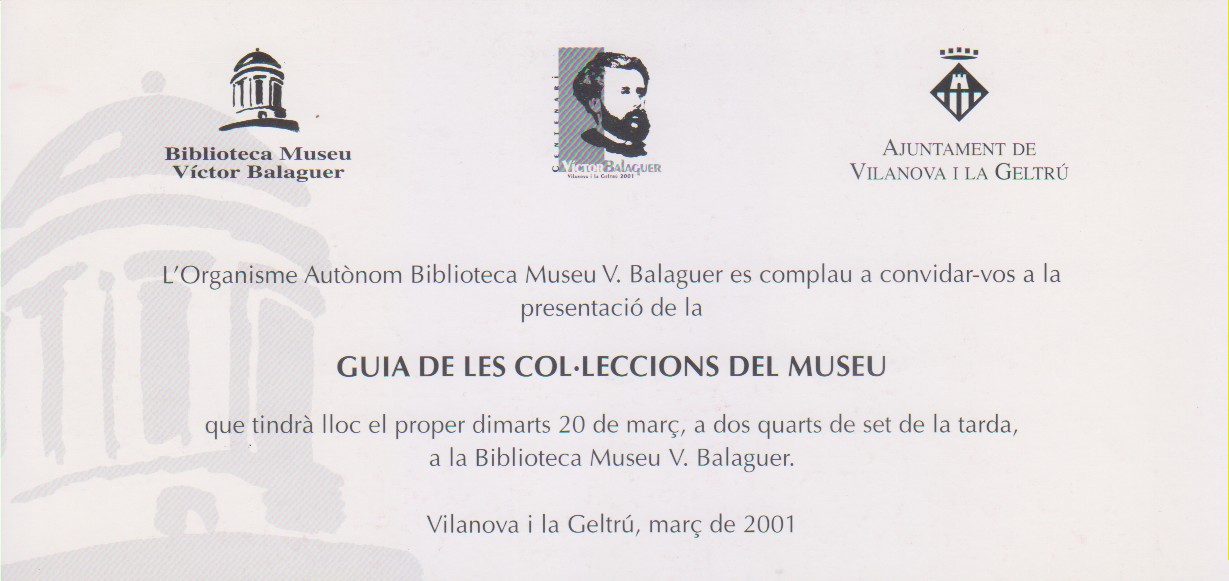 Biblioteca Museu
Víctor Balaguer
CENTENARI
VÍCTOR BALAGUER
Vilanova i la Geltrú 2001
AJUNTAMENT DE
VILANOVA I LA GELTRÚ
L'Organisme Autònom Biblioteca Museu V. Balaguer es complau a convidar-vos a la
presentació de la
GUIA DE LES COL·LECCIONS DEL MUSEU
que tindrà lloc el proper dimarts 20 de març, a dos quarts de set de la tarda,
a la Biblioteca Museu V. Balaguer.
Vilanova i la Geltrú, març de 2001